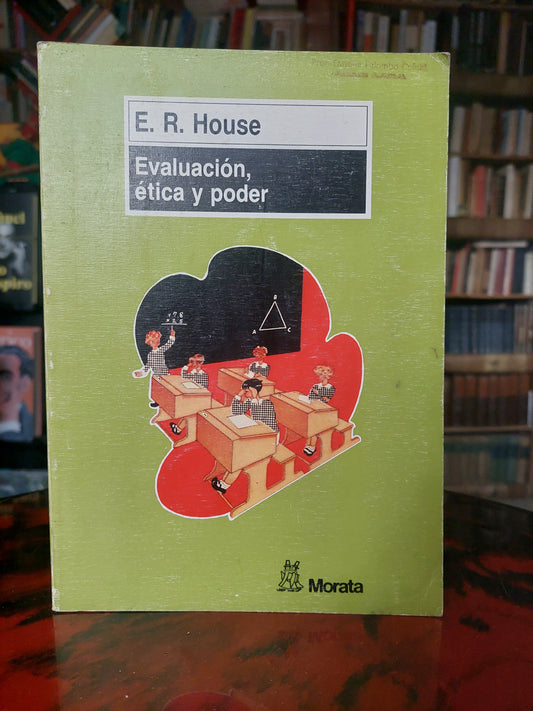 E. R. House
Evaluación,
ética y poder
B
A
C
Morata